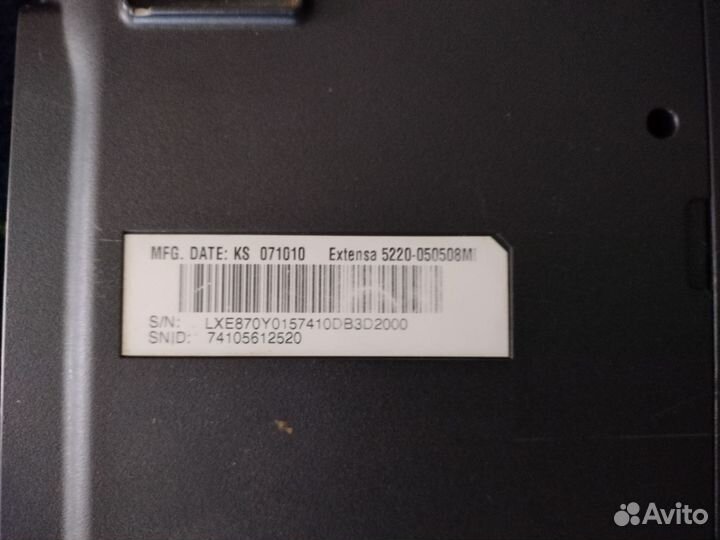 MFG. DATE: KS 071010 Extensa 5220-050508Mi
S/N: LXE870Y0157410DB3D2000
SNID: 74105612520
Avito